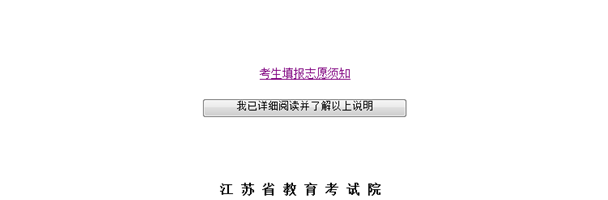 考生填报志愿须知
我已详细阅读并了解以上说明
江苏省教育考试院